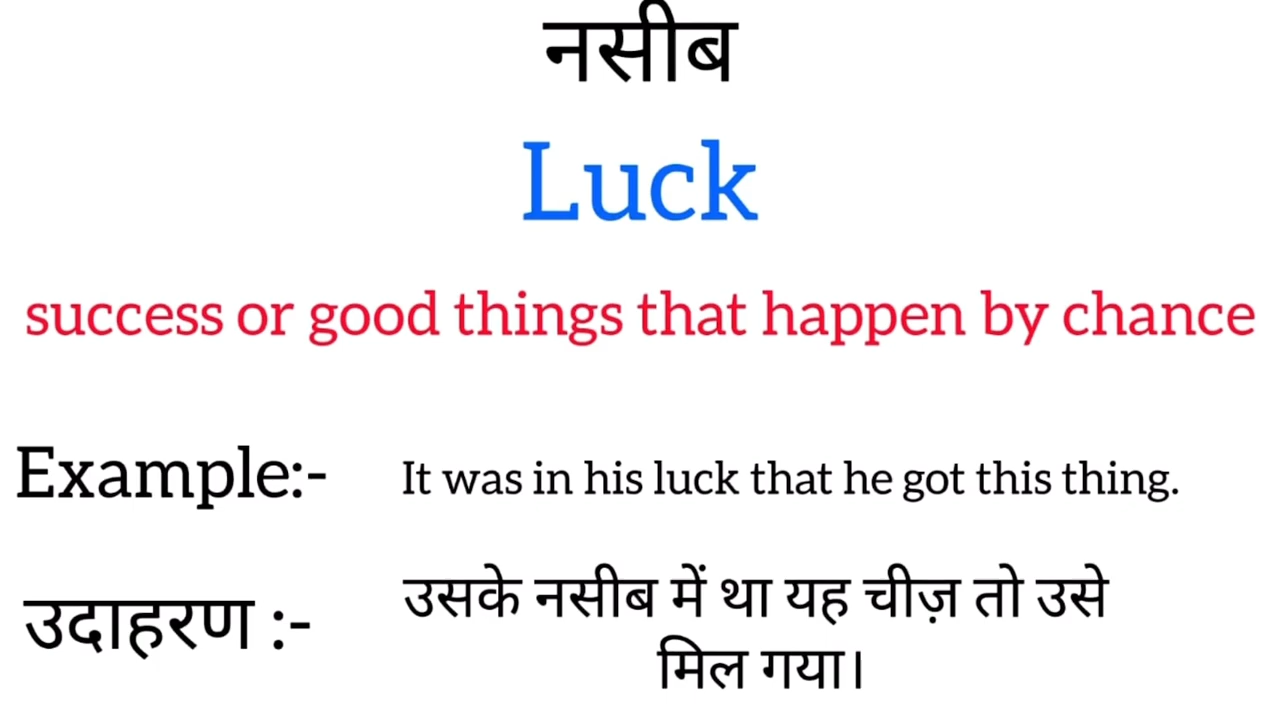 नसीब
Luck
success or good things that happen by chance
Example:- It was in his luck that he got this thing.
उदाहरण :- उसके नसीब में था यह चीज़ तो उसे
मिल गया।